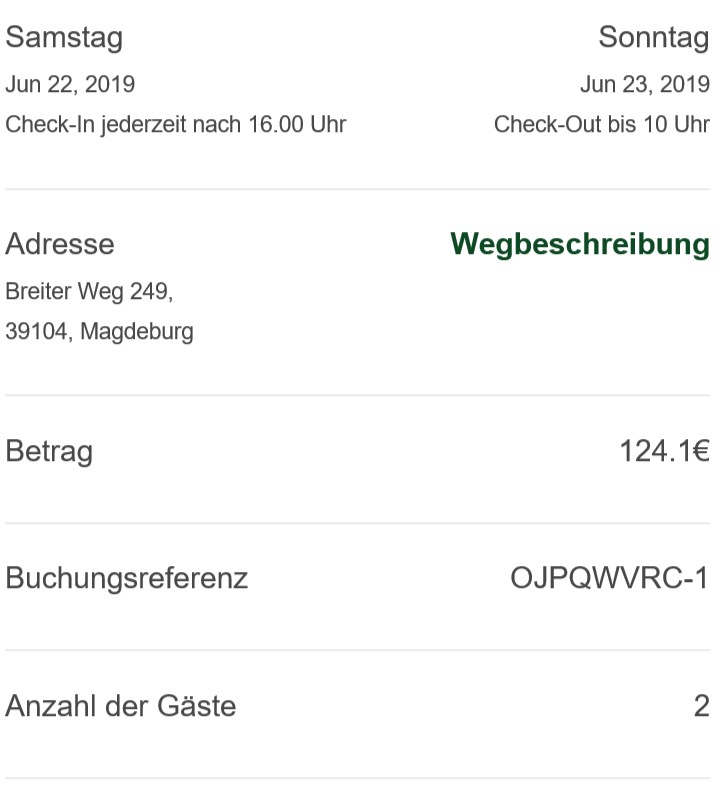 Samstag
Sonntag
Jun 22, 2019
Jun 23, 2019
Check-In jederzeit nach 16.00 Uhr
Check-Out bis 10 Uhr
Adresse
Wegbeschreibung
Breiter Weg 249,
39104, Magdeburg
Betrag
124.1€
Buchungsreferenz
OJPQWVRC-1
Anzahl der Gäste
2